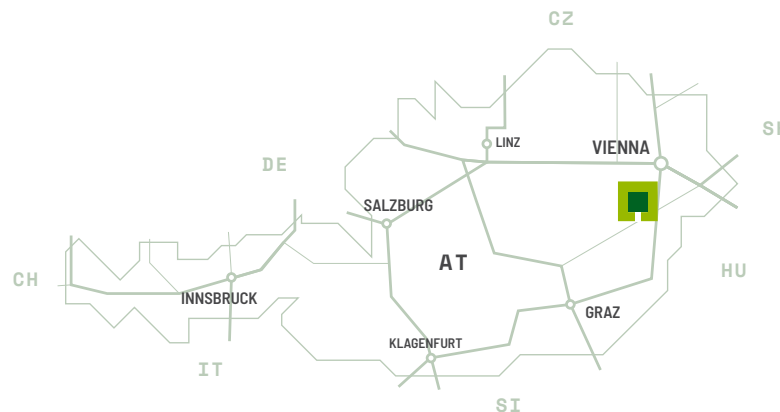 CZ
SK
LINZ
VIENNA
DE
SALZBURG
AT
CH
HU
INNSBRUCK
GRAZ
KLAGENFURT
IT
SI